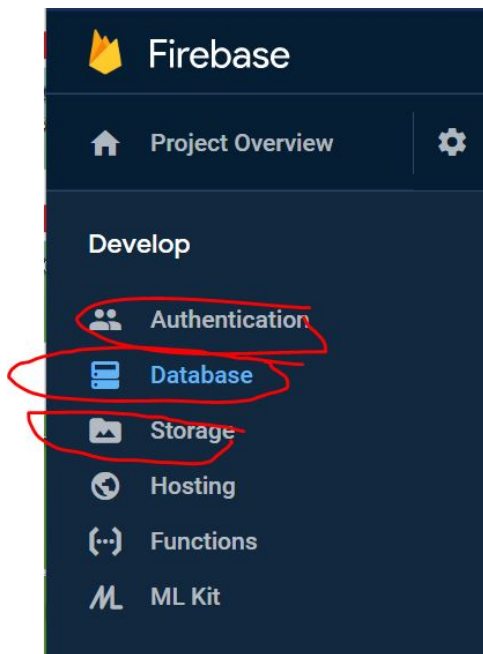 Firebase
Project Overview
Develop
Authentication
Database
Storage
Hosting
Functions
ML Kit